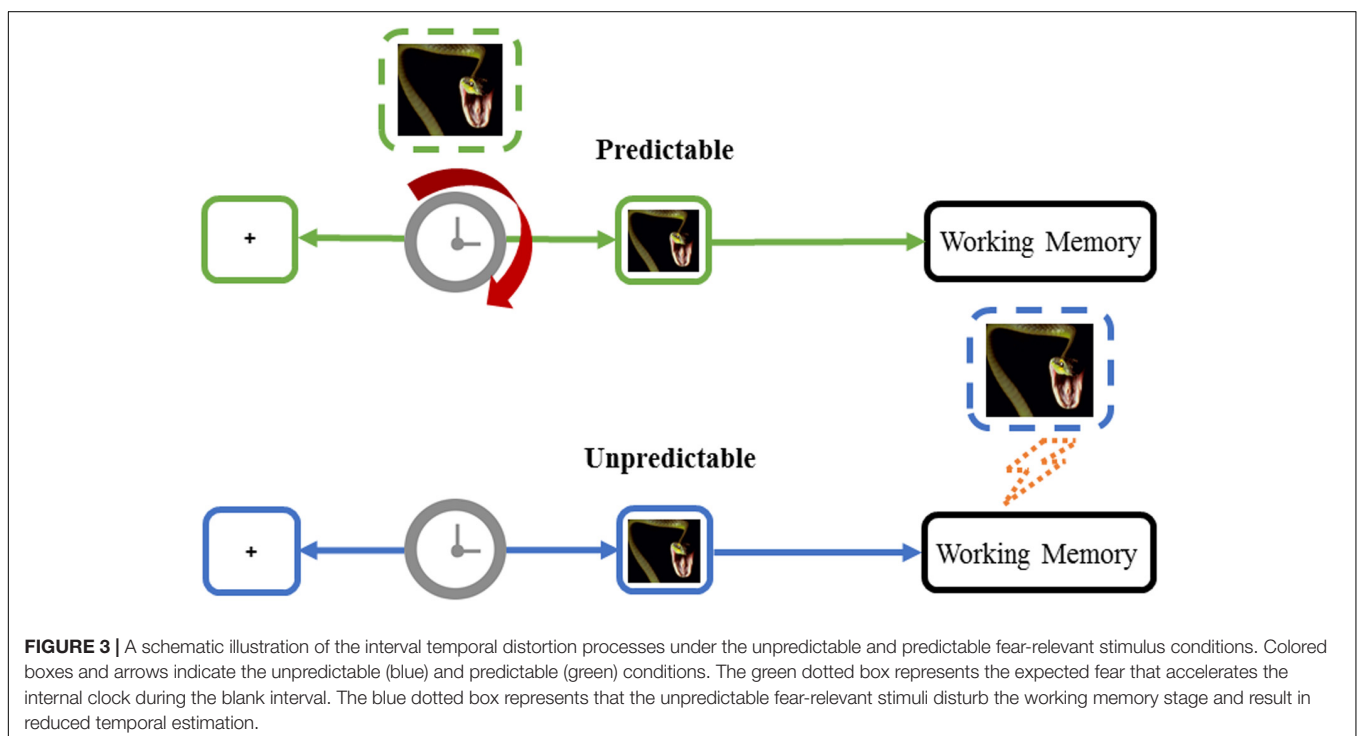 Predictable
+
Working Memory
Unpredictable
+
Working Memory
FIGURE 3 | A schematic illustration of the interval temporal distortion processes under the unpredictable and predictable fear-relevant stimulus conditions. Colored
boxes and arrows indicate the unpredictable (blue) and predictable (green) conditions. The green dotted box represents the expected fear that accelerates the
internal clock during the blank interval. The blue dotted box represents that the unpredictable fear-relevant stimuli disturb the working memory stage and result in
reduced temporal estimation.